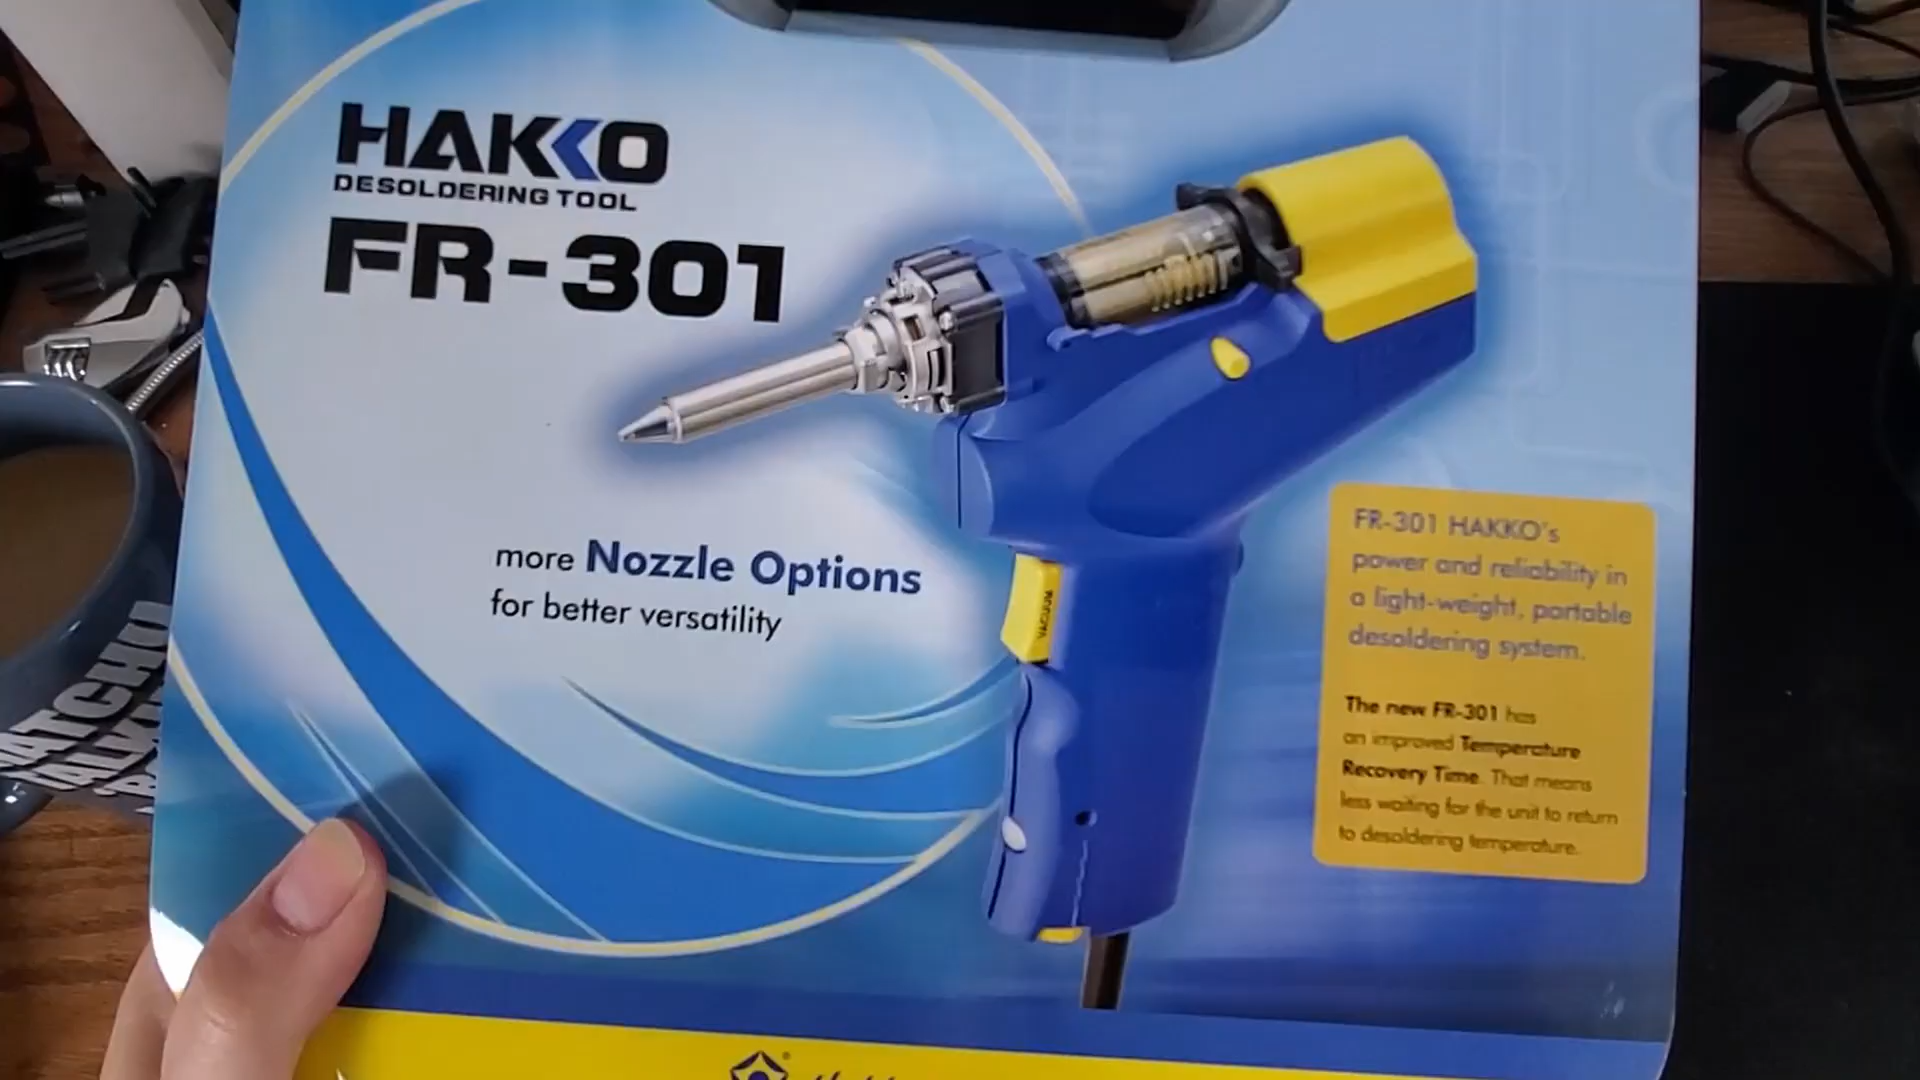 HAKKO
DESOLDERING TOOL
FR-301
more Nozzle Options
for better versatility
VACUUM
FR-301 HAKKO's
power and reliability in
a light-weight, portable
desoldering system.
The new FR-301 has
an improved Temperature
Recovery Time. That means
less waiting for the unit to return
to desoldering temperature.